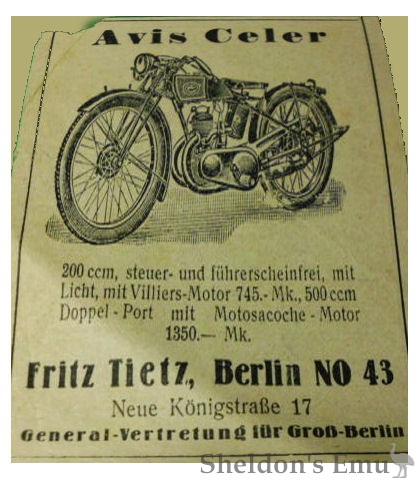 Avis Celer
200 ccm, steuer- und führerscheinfrei, mit
Licht, mit Villiers-Motor 745.- Mk., 500 ccm
Doppel - Port mit Motosacoche - Motor
1350.— Mk.
Fritz Tietz, Berlin NO 43
Neue Königstraße 17
General-Vertretung für Groß-Berlin
Sheldon's Emu